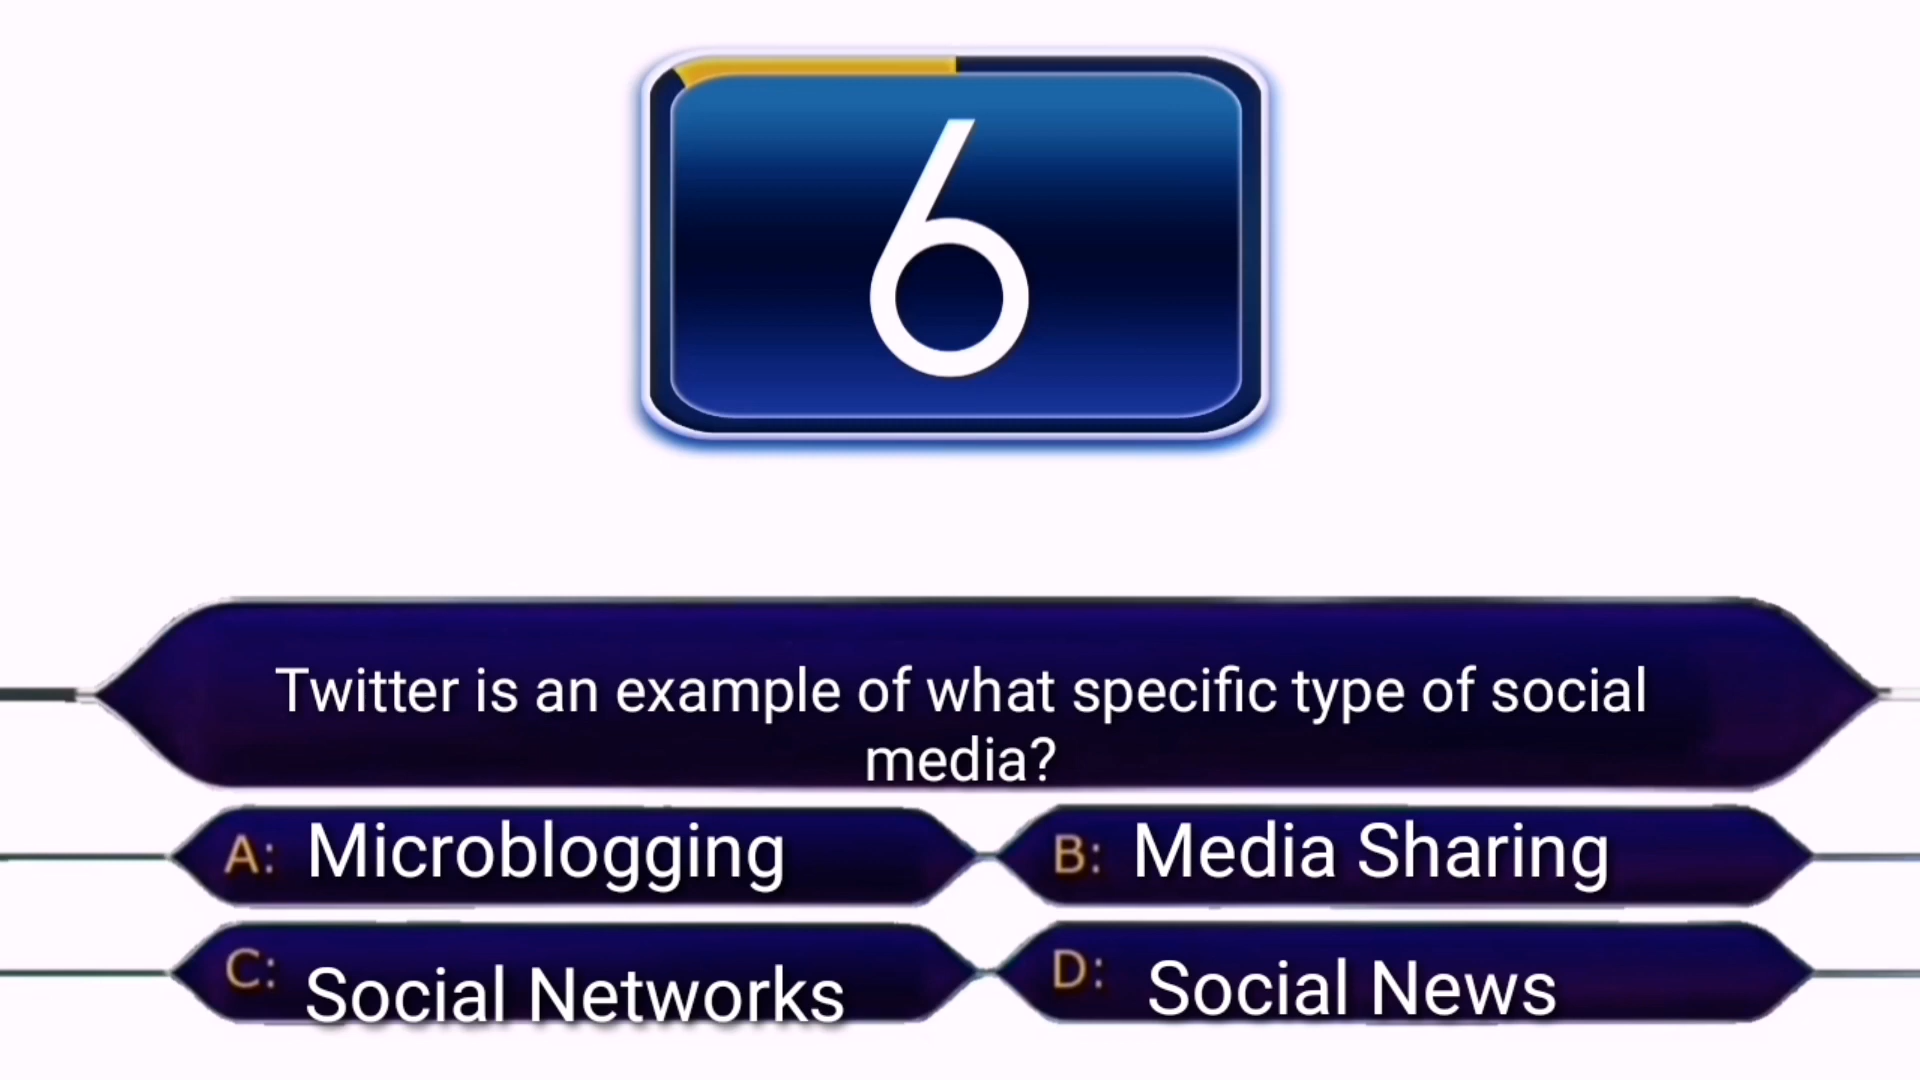 6
Twitter is an example of what specific type of social
media?
A: Microblogging
B: Media Sharing
C: Social Networks
D: Social News